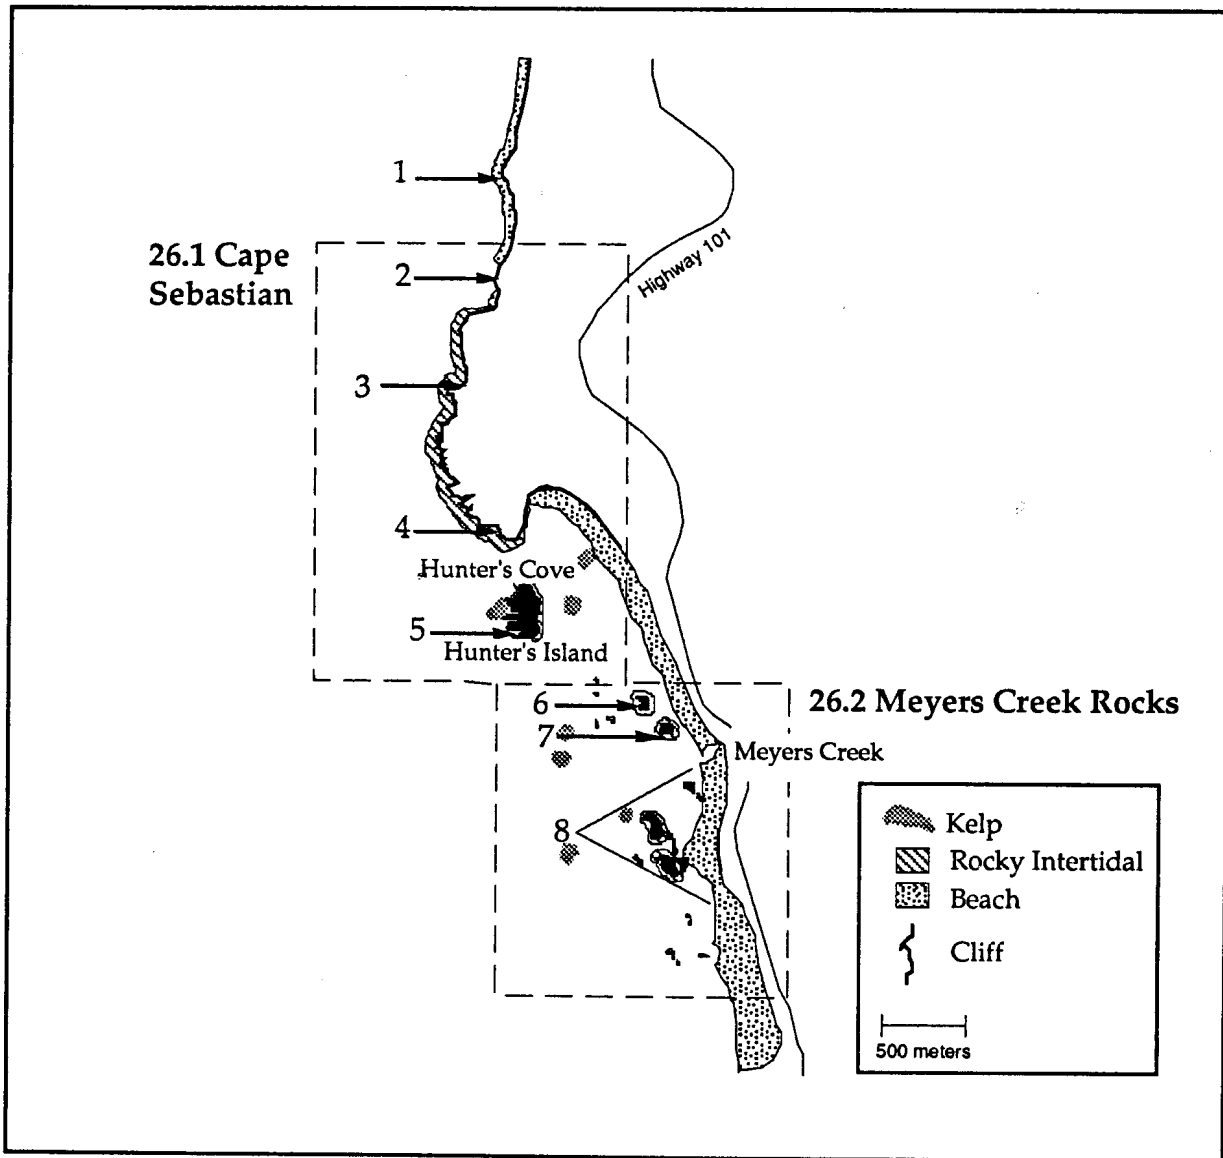 1
Highway 101
26.1 Cape
Sebastian
2
3
4
Hunter's Cove
5
Hunter's Island
6
26.2 Meyers Creek Rocks
7
Meyers Creek
8
Kelp
Rocky Intertidal
Beach
Cliff
500 meters